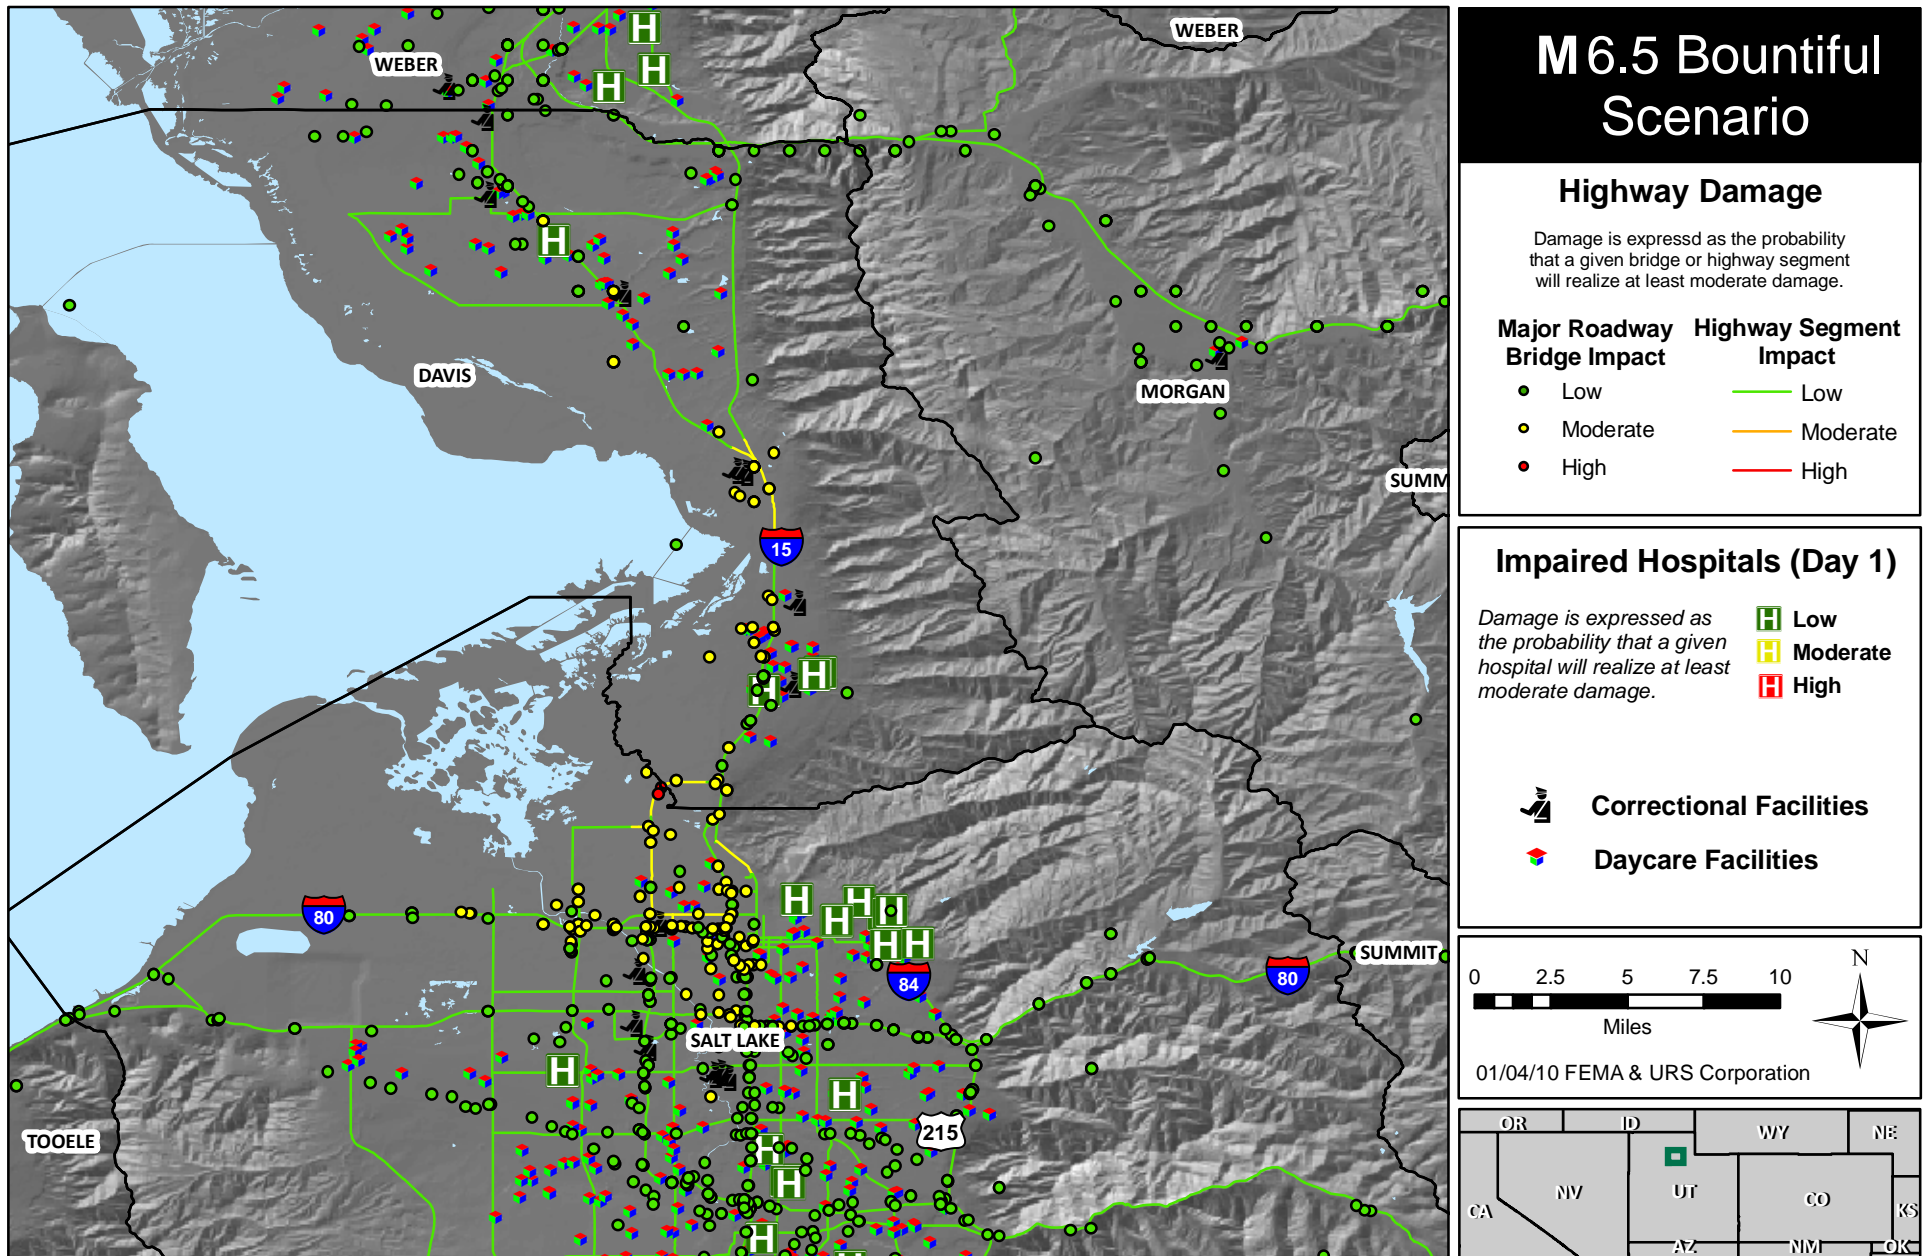 M 6.5 Bountiful
Scenario
Highway Damage
Damage is expressd as the probability
that a given bridge or highway segment
will realize at least moderate damage.
Major Roadway
Bridge Impact
Low
Moderate
High
Highway Segment
Impact
Low
Moderate
High
Impaired Hospitals (Day 1)
Damage is expressed as
the probability that a given
hospital will realize at least
moderate damage.
H Low
H Moderate
H High
Correctional Facilities
Daycare Facilities
0 2.5 5 7.5 10
Miles
N
01/04/10 FEMA & URS Corporation
OR ID WY NE
NV UT CO
CA KS
AZ NM OK
WEBER
WEBER
H
H
H
H
DAVIS
MORGAN
SUMM
15
H
H
80
H
H
H
H
H
H
84
80
SUMMIT
SALT LAKE
H
H
215
TOOELE
H
H
H
H